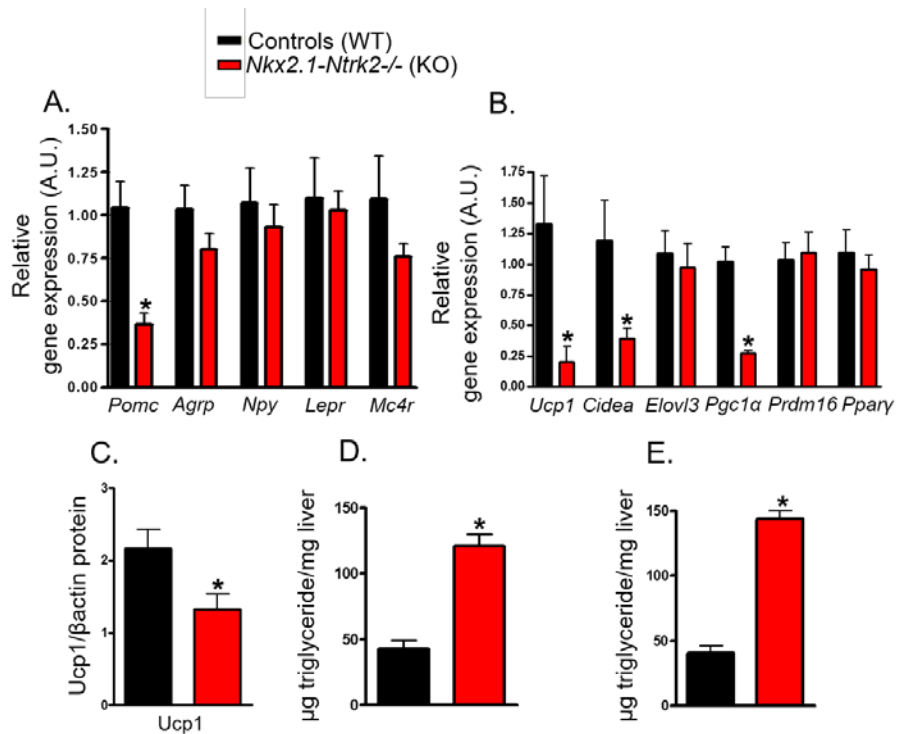 Controls (WT)
Nkx2.1-Ntrk2-/- (KO)
A.
Relative
gene expression (A.U.)
1.50
1.25
1.00
0.75
0.50
0.25
0.00
*
Pomc Agrp Npy Lepr Mc4r
B.
Relative
gene expression (A.U.)
1.75
1.50
1.25
1.00
0.75
0.50
0.25
0.00
* * *
Ucp1 Cidea Elovl3 Pgc1α Prdm16 Pparγ
C.
Ucp1/βactin protein
3
2
1
0
*
Ucp1
D.
µg triglyceride/mg liver
150
100
50
0
*
E.
µg triglyceride/mg liver
150
100
50
0
*